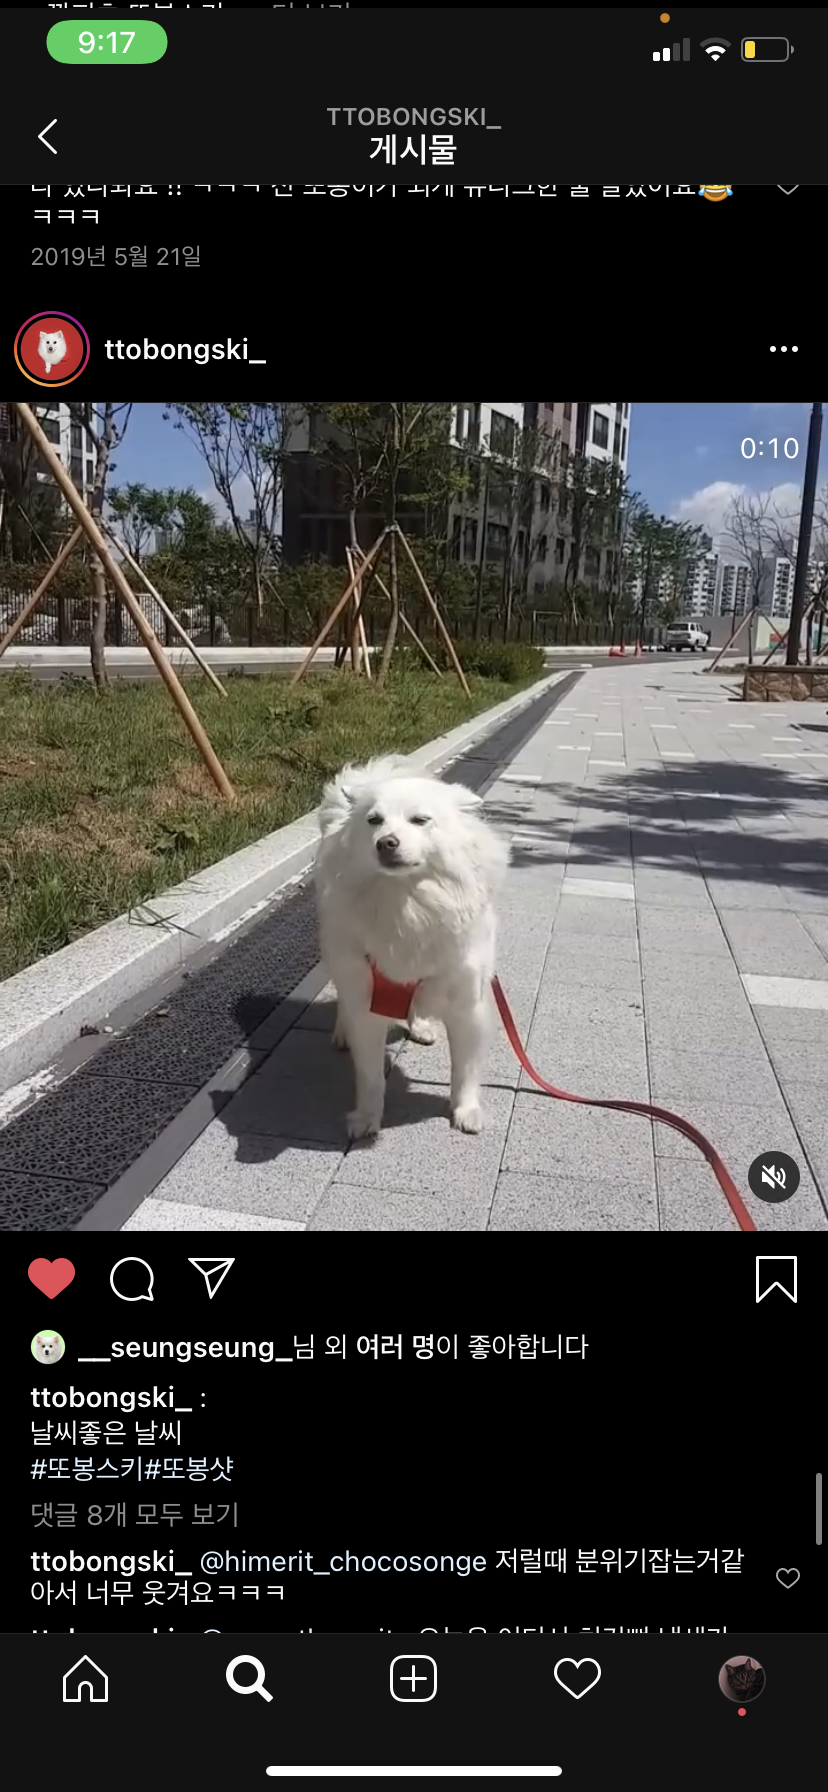 9:17
TTOBONGSKI_
게시물
ㅋㅋㅋ
2019년 5월 21일
ttobongski_
0:10
__seungseung_님 외 여러 명이 좋아합니다
ttobongski_ :
날씨좋은 날씨
#또봉스키#또봉샷
댓글 8개 모두 보기
ttobongski_ @himerit_chocosonge 저럴때 분위기잡는거같
아서 너무 웃겨요ㅋㅋㅋ